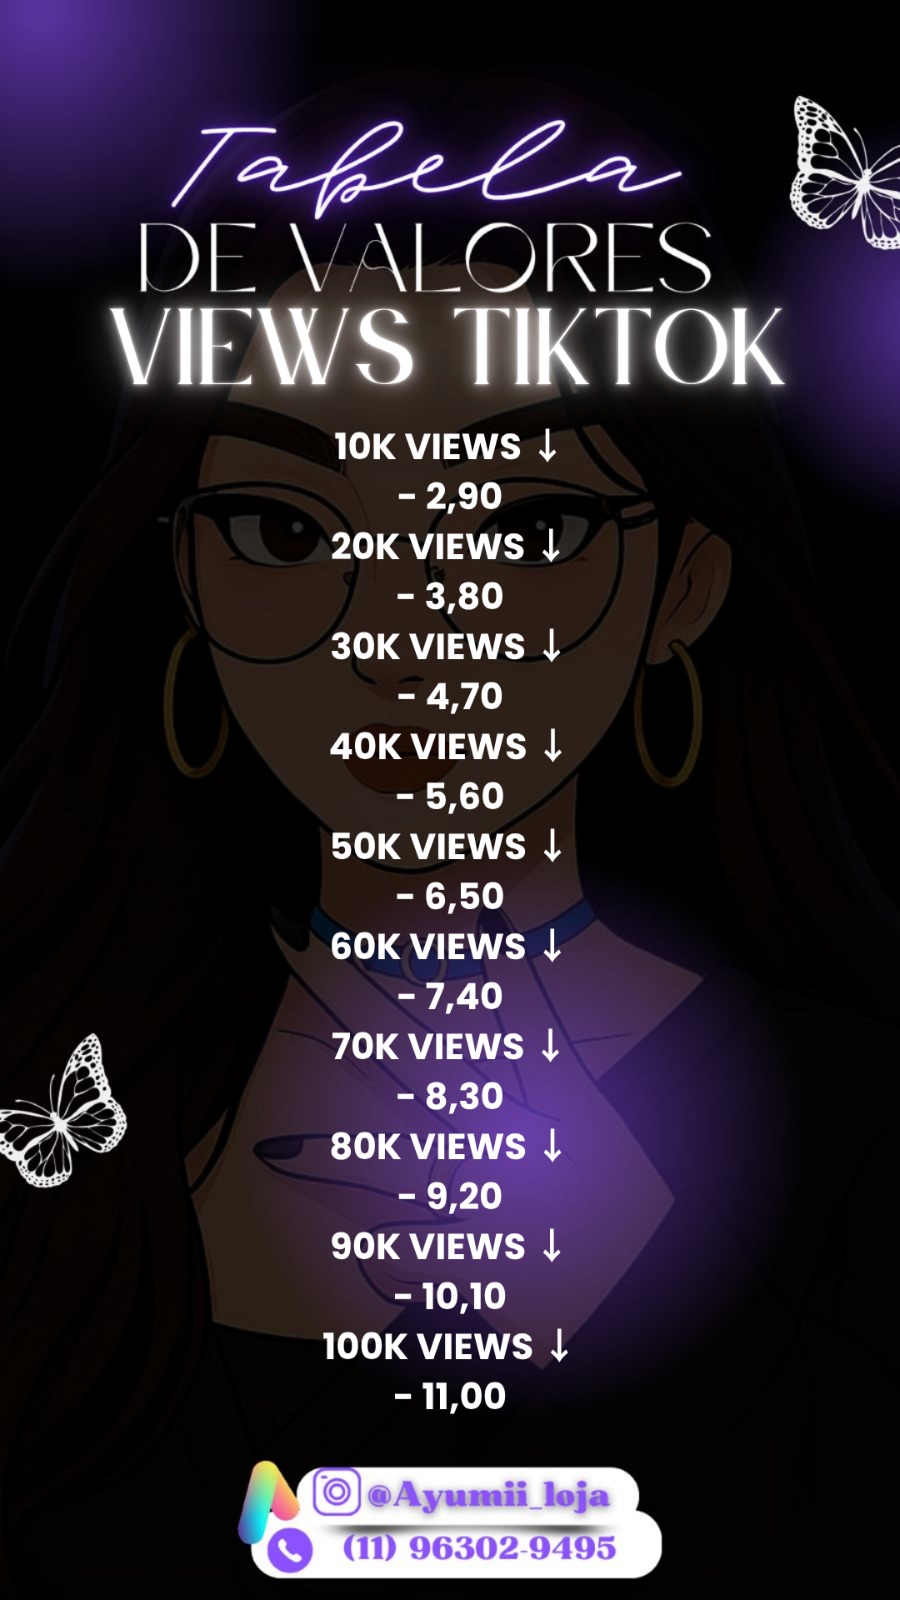 Tabela
DE VALORES
VIEWS TIKTOK
10K VIEWS ↓
- 2,90
20K VIEWS ↓
- 3,80
30K VIEWS ↓
- 4,70
40K VIEWS ↓
- 5,60
50K VIEWS ↓
- 6,50
60K VIEWS ↓
- 7,40
70K VIEWS ↓
- 8,30
80K VIEWS ↓
- 9,20
90K VIEWS ↓
- 10,10
100K VIEWS ↓
- 11,00
@Ayumii_loja
(11) 96302-9495